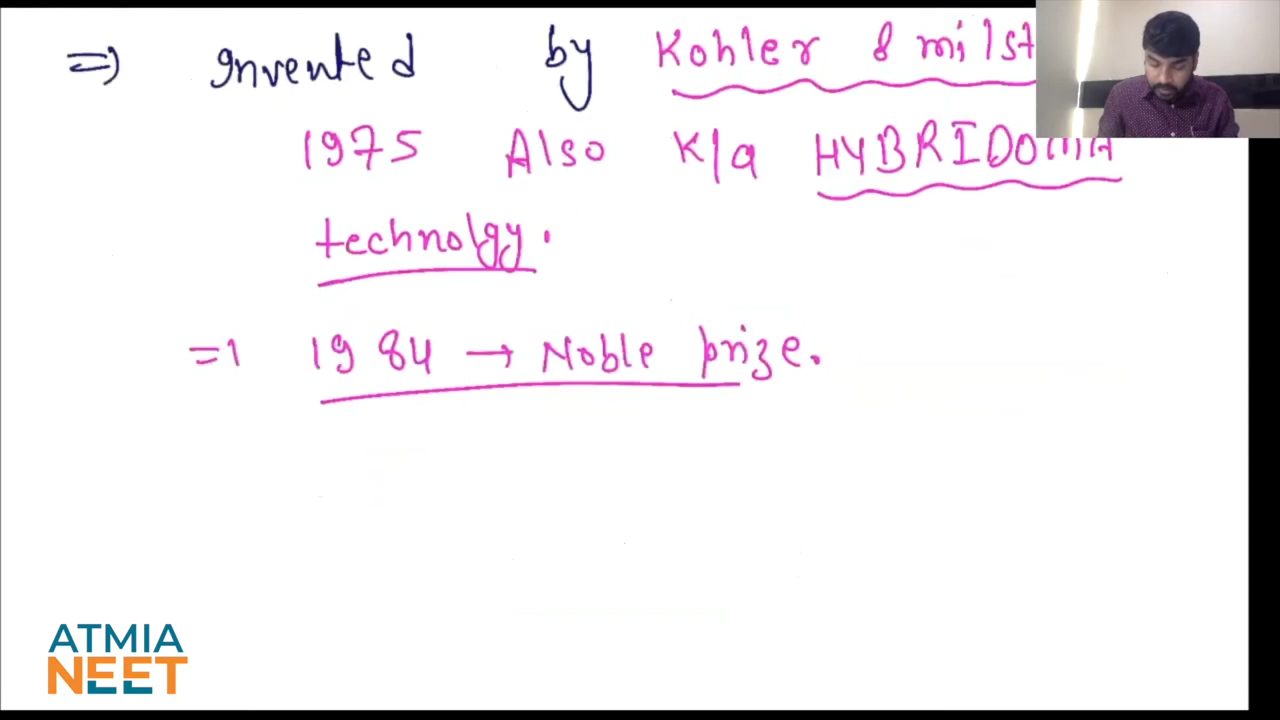 => Invented by Kohler & milst
1975 Also K/a HYBRIDOMA
technolgy.
=> 1984 → Noble prize.
ATMIA
NEET